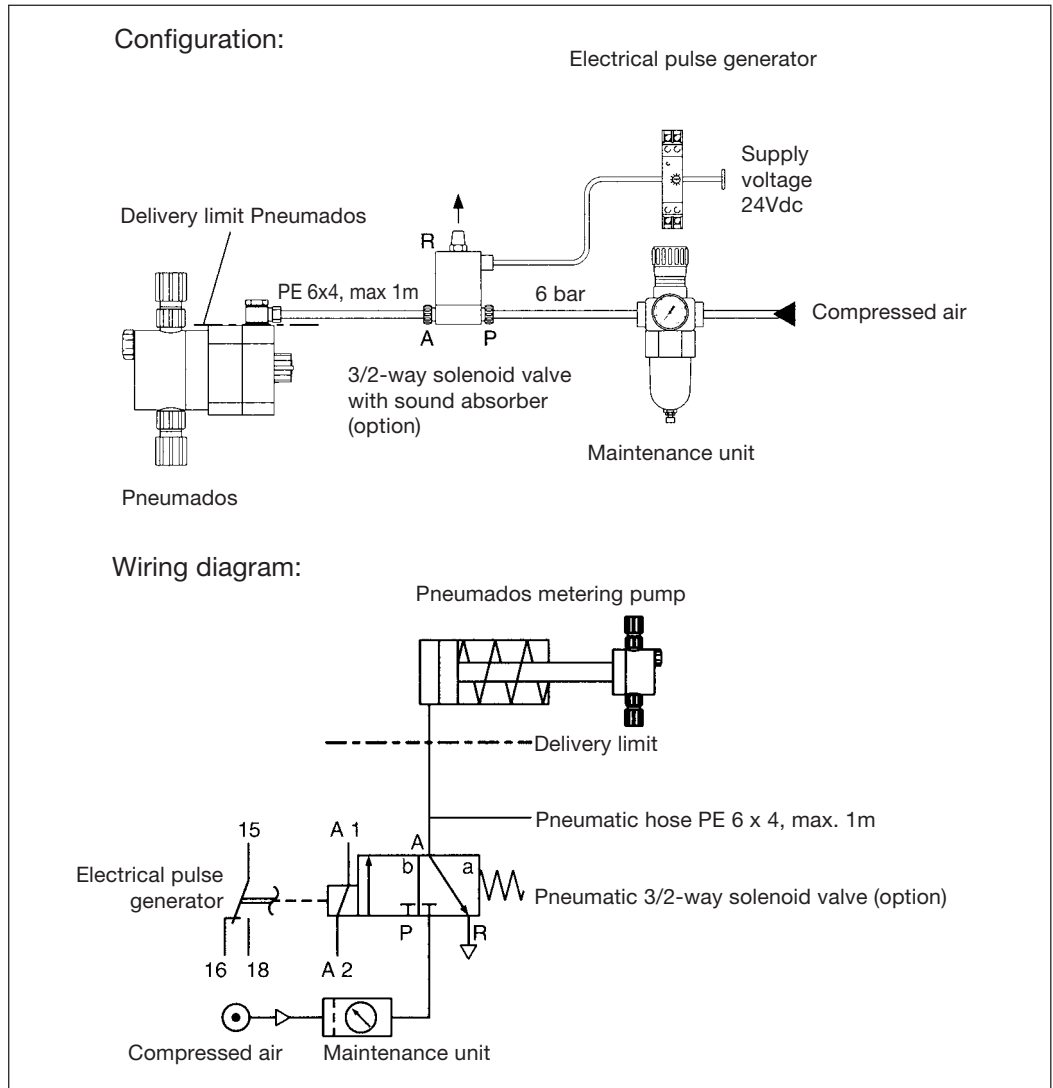 Configuration:
Electrical pulse generator
Supply
voltage
24Vdc
Delivery limit Pneumados
R
PE 6x4, max 1m
6 bar
Compressed air
A
P
3/2-way solenoid valve
with sound absorber
(option)
Maintenance unit
Pneumados
Wiring diagram:
Pneumados metering pump
Delivery limit
Pneumatic hose PE 6 x 4, max. 1m
15
A 1
A
b
a
Electrical pulse
generator
Pneumatic 3/2-way solenoid valve (option)
P
R
16
18
A 2
Compressed air
Maintenance unit